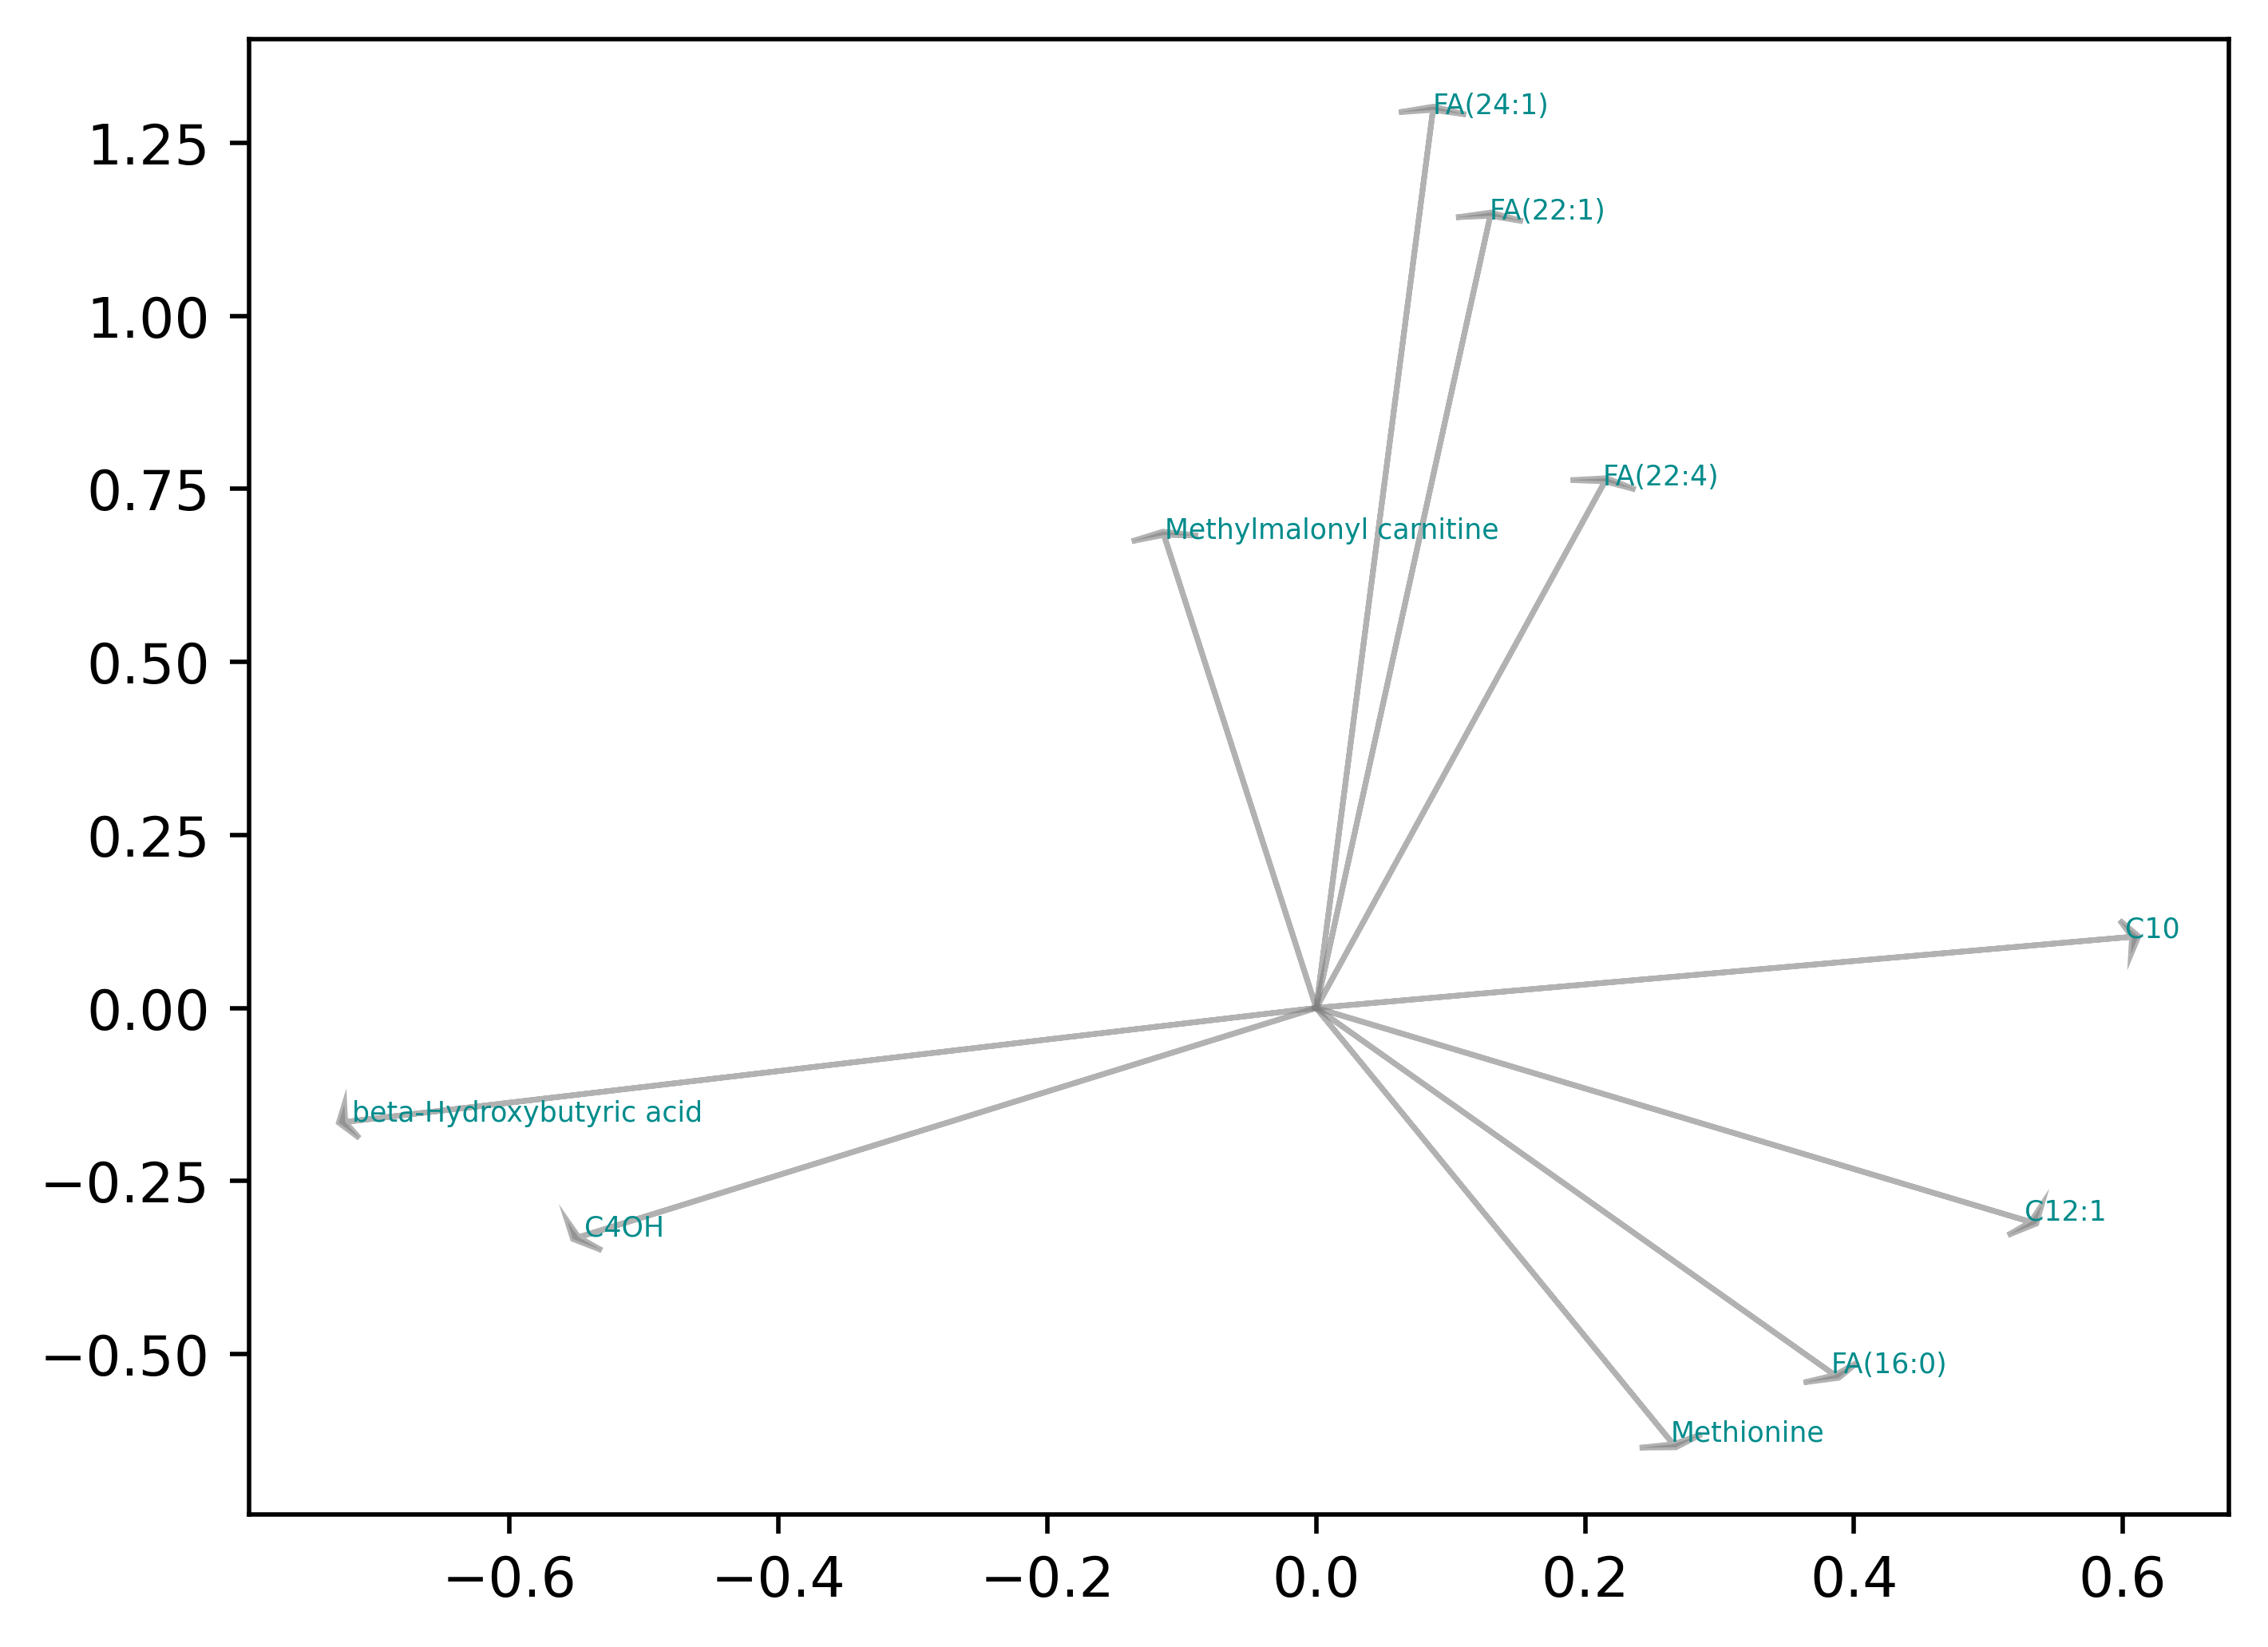 FA(24:1)
1.25
FA(22:1)
1.00
0.75
FA(22:4)
Methylmalonyl carnitine
0.50
0.25
C10
0.00
beta-Hydroxybutyric acid
−0.25
C12:1
C4OH
−0.50
FA(16:0)
Methionine
−0.6 −0.4 −0.2 0.0 0.2 0.4 0.6